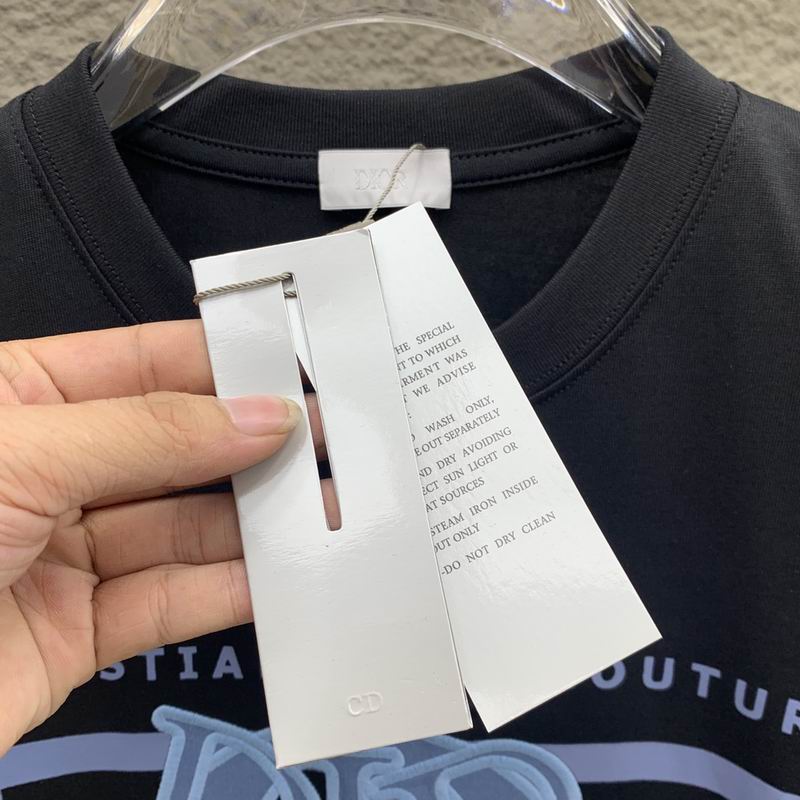 DIOR
HE SPECIAL
T TO WHICH
RMENT WAS
WE ADVISE
WASH ONLY,
E OUT SEPARATELY
ND DRY AVOIDING
ECT SUN LIGHT OR
AT SOURCES
STEAM IRON INSIDE
OUT ONLY
-DO NOT DRY CLEAN
CD
STIA OUTUR